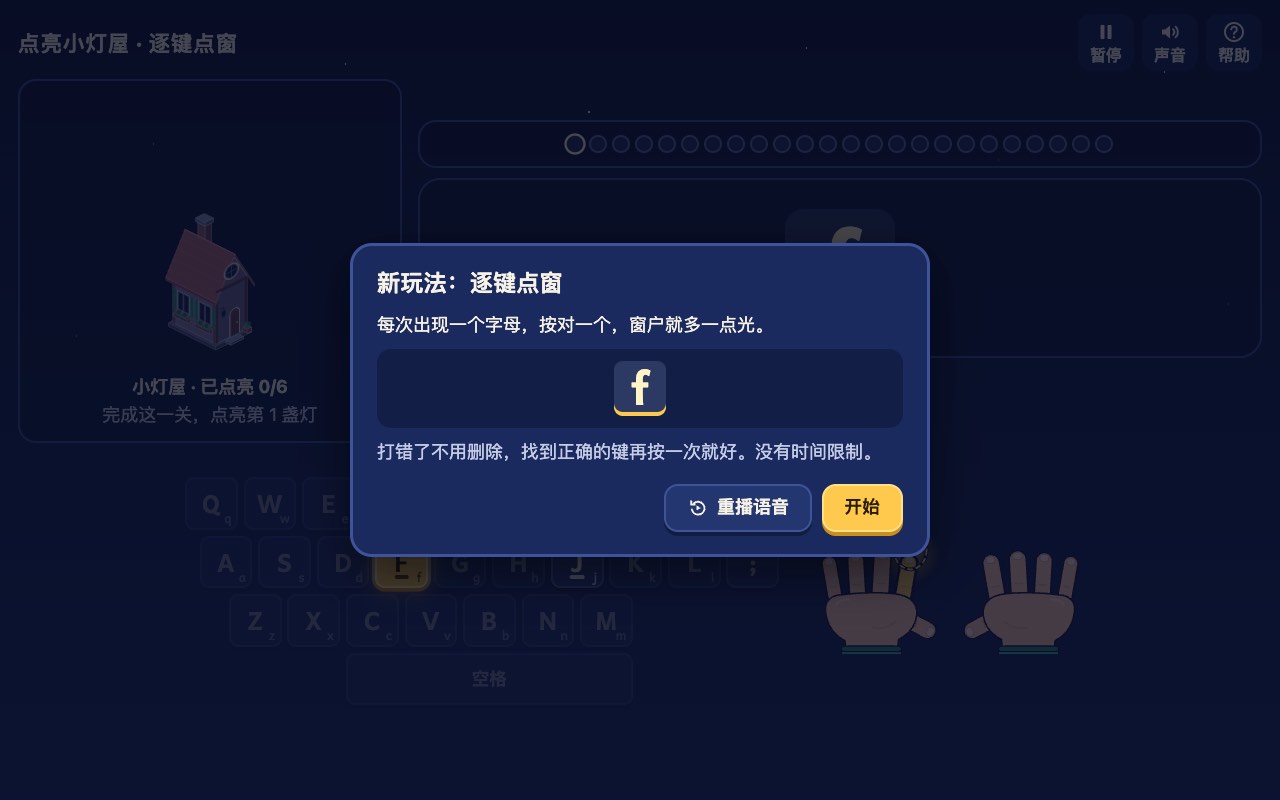 点亮小灯屋 · 逐键点窗
暂停
声音
帮助
小灯屋 · 已点亮 0/6
完成这一关，点亮第 1 盏灯
新玩法：逐键点窗
每次出现一个字母，按对一个，窗户就多一点光。
f
打错了不用删除，找到正确的键再按一次就好。没有时间限制。
重播语音
开始
Q q W w E e
A a S s D d F f G g H h J j K k L l ;
Z z X x C c V v B b N n M m
空格